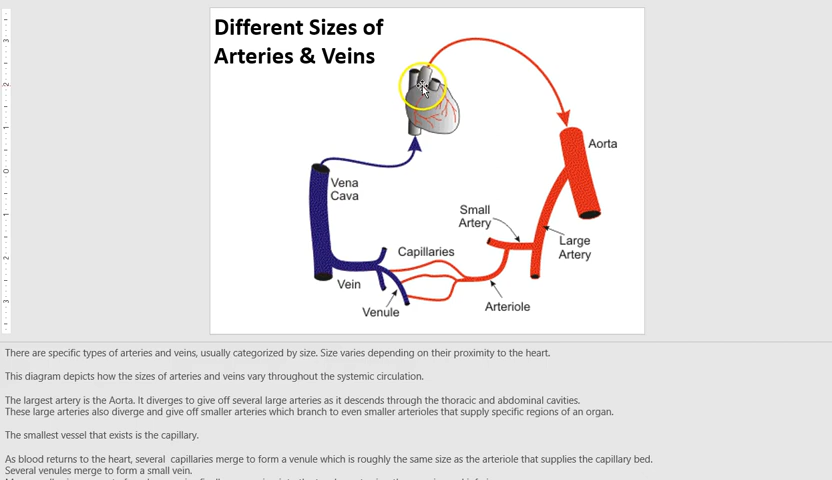 Different Sizes of
Arteries & Veins
Aorta
Vena
Cava
Small
Artery
Large
Artery
Capillaries
Vein
Venule
Arteriole
There are specific types of arteries and veins, usually categorized by size. Size varies depending on their proximity to the heart.
This diagram depicts how the sizes of arteries and veins vary throughout the systemic circulation.
The largest artery is the Aorta. It diverges to give off several large arteries as it descends through the thoracic and abdominal cavities.
These large arteries also diverge and give off smaller arteries which branch to even smaller arterioles that supply specific regions of an organ.
The smallest vessel that exists is the capillary.
As blood returns to the heart, several capillaries merge to form a venule which is roughly the same size as the arteriole that supplies the capillary bed.
Several venules merge to form a small vein.
3
2
1
0
1
2
3